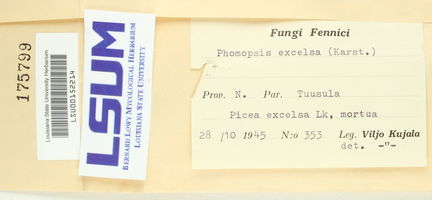 175799
Louisiana State University Herbarium
LSU00152214
LSUM
BERNARD LOWY MYCOLOGICAL HERBARIUM
LOUISIANA STATE UNIVERSITY
Fungi Fennici
Phomopsis excelsa (Karst.)
Prov. N. Par. Tuusula
Picea excelsa Lk, mortua
28 /10 1945 N:o 353 Leg. Viljo Kujala
det. -"-